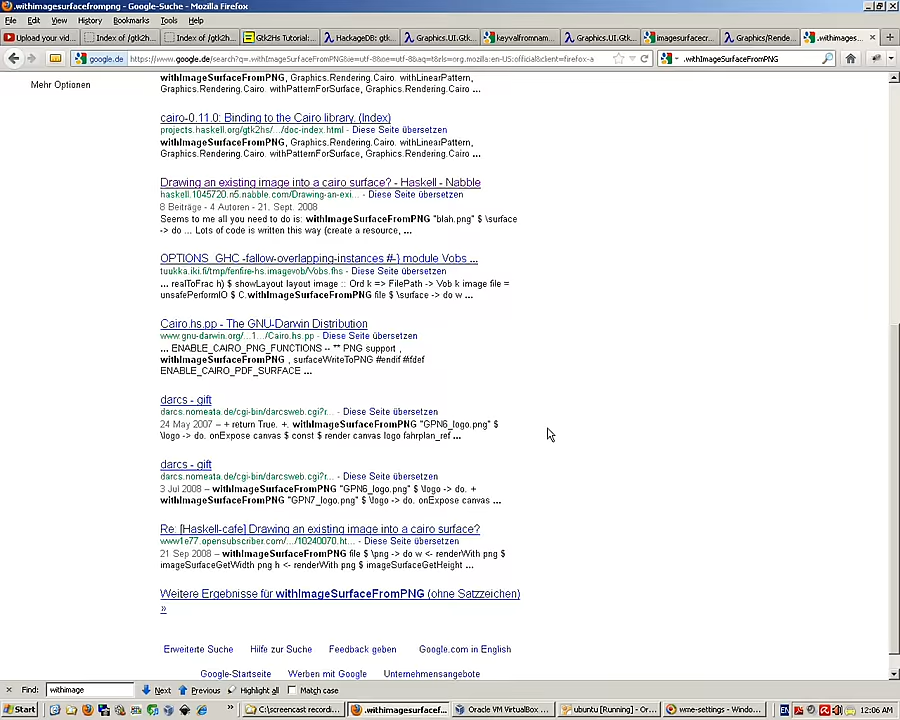 .withimagesurfacefrompng - Google-Suche - Mozilla Firefox
File Edit View History Bookmarks Tools Help
Upload your vid... Index of /gtk2h... Index of /gtk2h... Gtk2Hs Tutorial:... HackageDB: gtk... Graphics.UI.Gtk... keyvalfromnam... Graphics.UI.Gtk... imagesurfacecr... Graphics/Rende... .withimages...
google.de https://www.google.de/search?q=.withImageSurfaceFromPNG&ie=utf-8&oe=utf-8&aq=t&rls=org.mozilla:en-US:official&client=firefox-a .withImageSurfaceFromPNG
Mehr Optionen
withImageSurfaceFromPNG, Graphics.Rendering.Cairo. withLinearPattern,
Graphics.Rendering.Cairo. withPatternForSurface, Graphics.Rendering.Cairo ...
cairo-0.11.0: Binding to the Cairo library. (Index)
projects.haskell.org/gtk2hs/.../doc-index.html - Diese Seite übersetzen
withImageSurfaceFromPNG, Graphics.Rendering.Cairo. withLinearPattern,
Graphics.Rendering.Cairo. withPatternForSurface, Graphics.Rendering.Cairo ...
Drawing an existing image into a cairo surface? - Haskell - Nabble
haskell.1045720.n5.nabble.com/Drawing-an-exi... - Diese Seite übersetzen
8 Beiträge - 4 Autoren - 21. Sept. 2008
Seems to me all you need to do is: withImageSurfaceFromPNG "blah.png" $ \surface
-> do ... Lots of code is written this way (create a resource, ...
OPTIONS_GHC -fallow-overlapping-instances #-} module Vobs ...
tuukka.iki.fi/tmp/fenfire-hs.imagevob/Vobs.fhs - Diese Seite übersetzen
... realToFrac h) $ showLayout layout image :: Ord k => FilePath -> Vob k image file =
unsafePerformIO $ C.withImageSurfaceFromPNG file $ \surface -> do w ...
Cairo.hs.pp - The GNU-Darwin Distribution
www.gnu-darwin.org/...1.../Cairo.hs.pp - Diese Seite übersetzen
... ENABLE_CAIRO_PNG_FUNCTIONS -- ** PNG support ,
withImageSurfaceFromPNG , surfaceWriteToPNG #endif #ifdef
ENABLE_CAIRO_PDF_SURFACE ...
darcs - gift
darcs.nomeata.de/cgi-bin/darcsweb.cgi?r... - Diese Seite übersetzen
24 May 2007 – + return True. +. withImageSurfaceFromPNG "GPN6_logo.png" $
\logo -> do. onExpose canvas $ const $ render canvas logo fahrplan_ref ...
darcs - gift
darcs.nomeata.de/cgi-bin/darcsweb.cgi?r... - Diese Seite übersetzen
3 Jul 2008 – withImageSurfaceFromPNG "GPN6_logo.png" $ \logo -> do. +
withImageSurfaceFromPNG "GPN7_logo.png" $ \logo -> do. onExpose canvas ...
Re: [Haskell-cafe] Drawing an existing image into a cairo surface?
www1e77.opensubscriber.com/.../10240070.ht... - Diese Seite übersetzen
21 Sep 2008 – withImageSurfaceFromPNG file $ \png -> do w <- renderWith png $
imageSurfaceGetWidth png h <- renderWith png $ imageSurfaceGetHeight ...
Weitere Ergebnisse für withImageSurfaceFromPNG (ohne Satzzeichen)
»
Erweiterte Suche Hilfe zur Suche Feedback geben Google.com in English
Google-Startseite Werben mit Google Unternehmensangebote
Find: withimage Next Previous Highlight all Match case
Start » C:\screencast recordi... .withimagesurfacef... Oracle VM VirtualBox ... ubuntu [Running] - Or... wme-settings - Windo... EN 12:06 AM